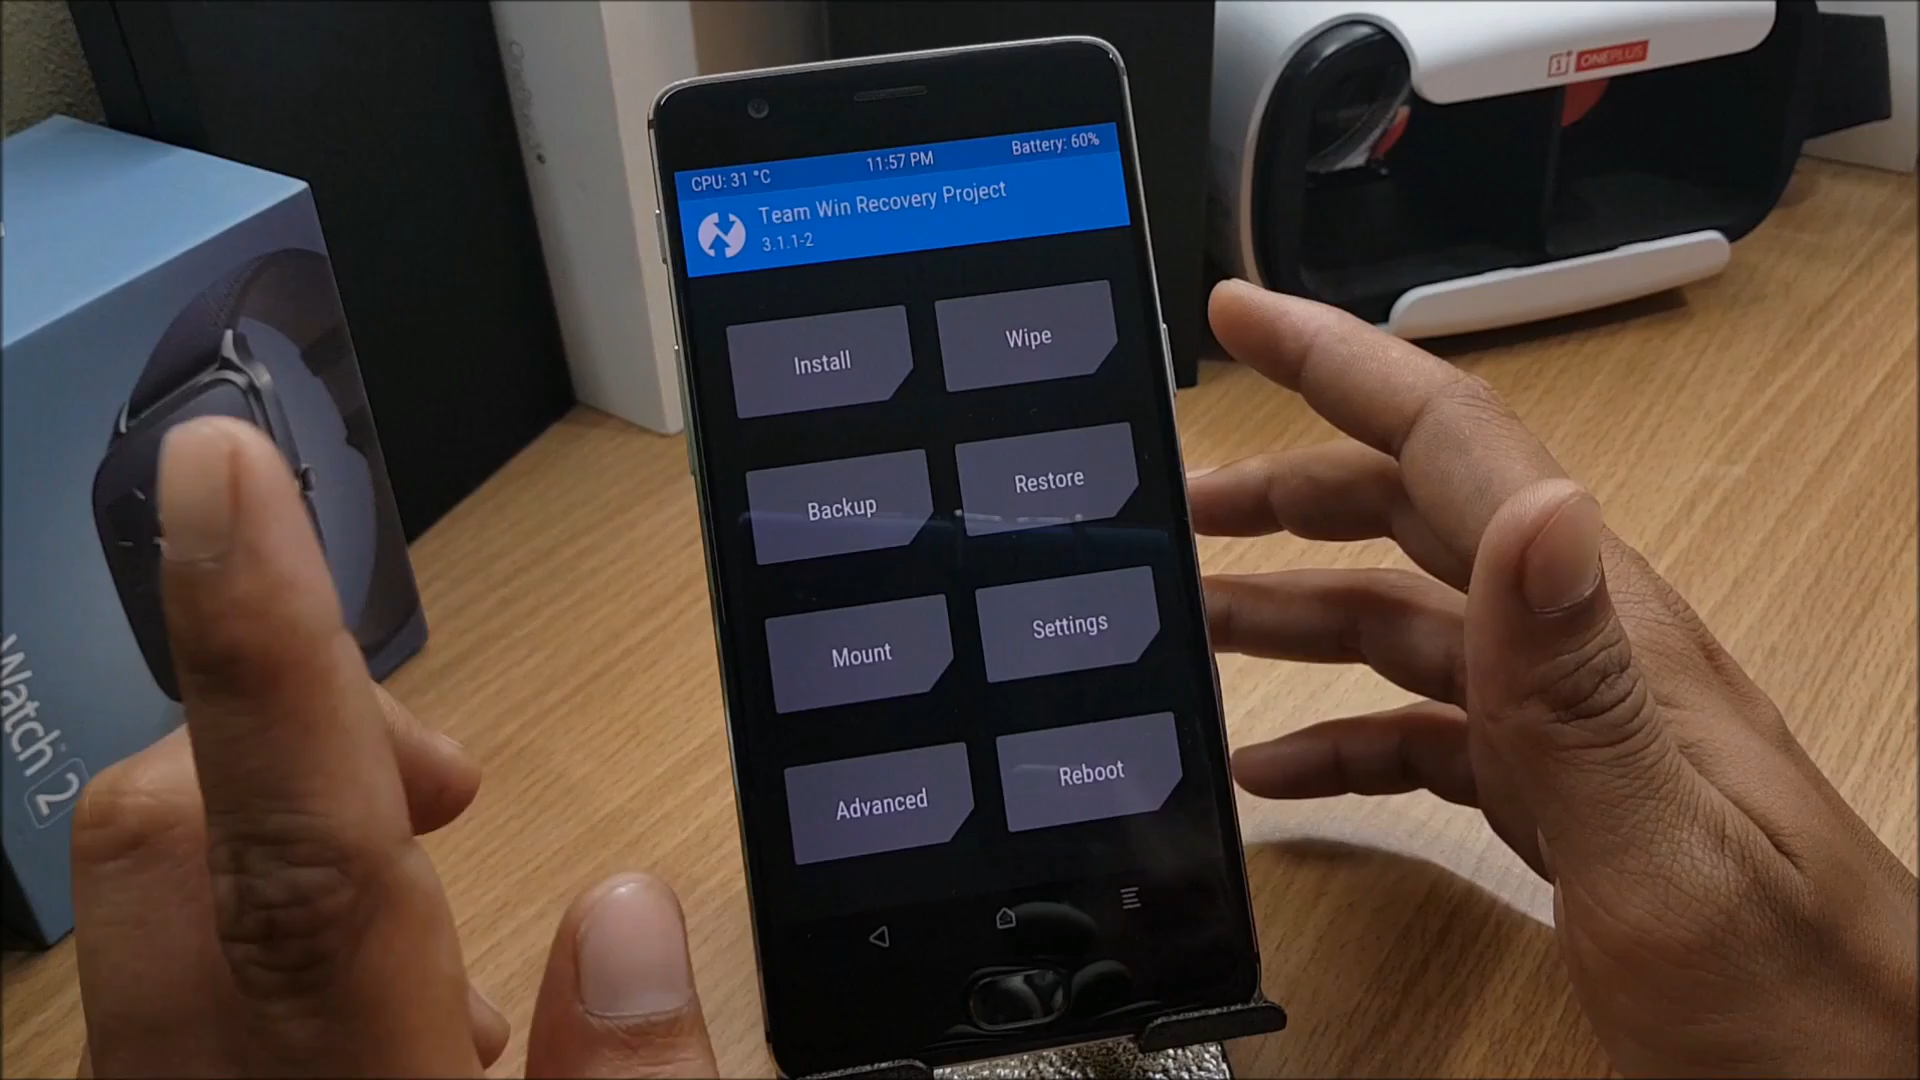 ONEPLUS
CPU: 31 °C
11:57 PM
Battery: 60%
Team Win Recovery Project
3.1.1-2
Install
Wipe
Backup
Restore
Mount
Settings
Advanced
Reboot
Watch 2